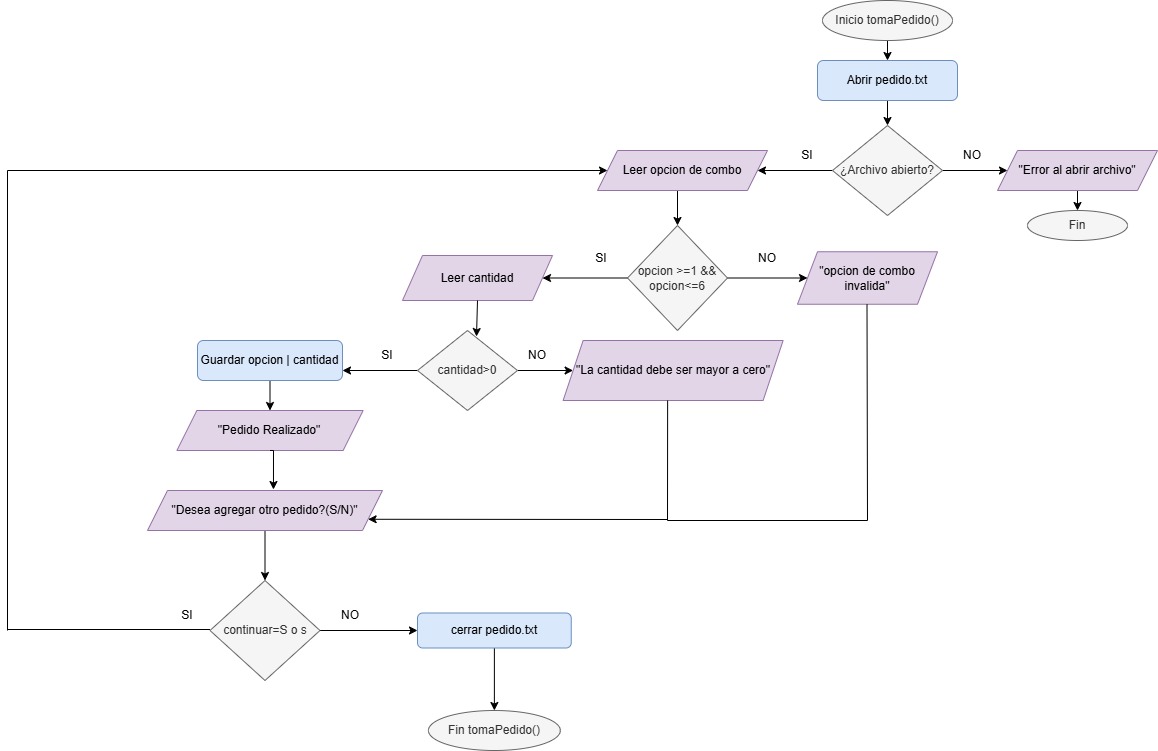 Inicio tomaPedido()
Abrir pedido.txt
¿Archivo abierto?
SI
NO
Leer opcion de combo
"Error al abrir archivo"
Fin
opcion >=1 &&
opcion<=6
SI
NO
Leer cantidad
"opcion de combo
invalida"
cantidad>0
SI
NO
Guardar opcion | cantidad
"La cantidad debe ser mayor a cero"
"Pedido Realizado"
"Desea agregar otro pedido?(S/N)"
continuar=S o s
SI
NO
cerrar pedido.txt
Fin tomaPedido()